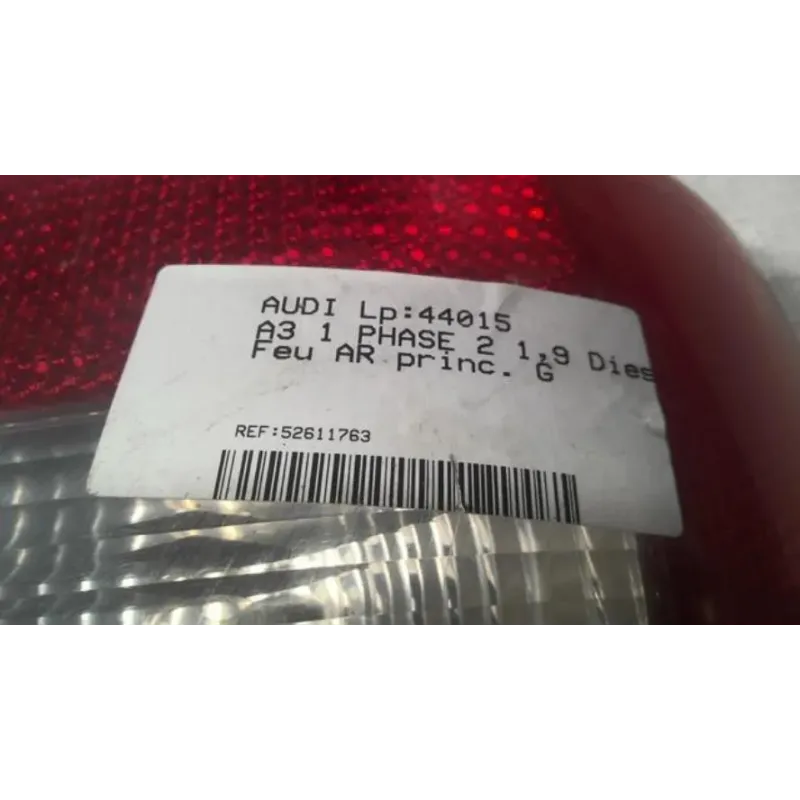 AUDI Lp:44015
A3 1 PHASE 2 1,9 Dies
Feu AR princ. G
REF:52611763